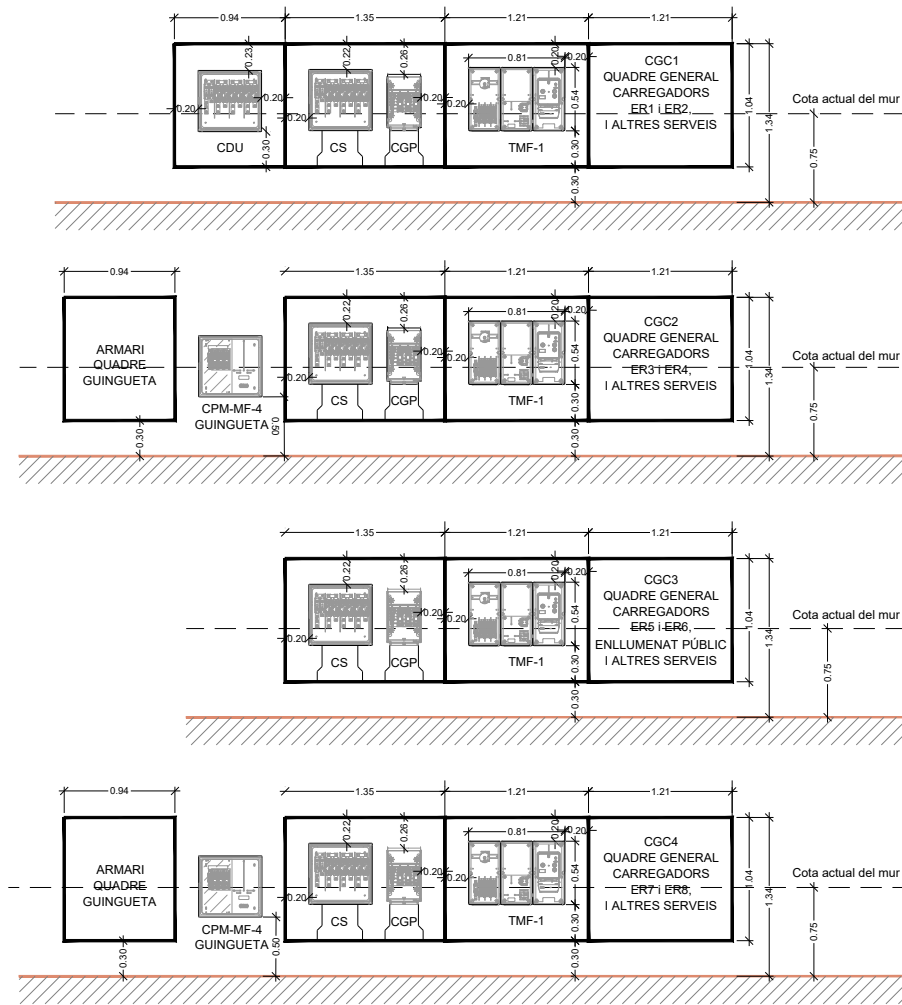 0.94
1.35
1.21
1.21
0.23
0.22
0.26
0.20
0.20
0.81
0.54
0.20
0.20
0.20
0.20
0.20
0.30
0.30
0.30
CDU
CS
CGP
TMF-1
CGC1
QUADRE GENERAL
CARREGADORS
ER1 i ER2,
I ALTRES SERVEIS
1.04
1.34
Cota actual del mur
0.75
0.94
1.35
1.21
1.21
ARMARI
QUADRE
GUINGUETA
0.30
CPM-MF-4
GUINGUETA
0.50
0.22
0.26
0.20
0.20
0.20
0.81
0.20
0.20
0.54
0.30
0.30
CS
CGP
TMF-1
CGC2
QUADRE GENERAL
CARREGADORS
ER3 i ER4,
I ALTRES SERVEIS
1.04
1.34
Cota actual del mur
0.75
1.35
1.21
1.21
0.22
0.26
0.20
0.20
0.20
0.81
0.20
0.20
0.54
0.30
0.30
CS
CGP
TMF-1
CGC3
QUADRE GENERAL
CARREGADORS
ER5 i ER6,
ENLLUMENAT PÚBLIC
I ALTRES SERVEIS
1.04
1.34
Cota actual del mur
0.75
0.94
1.35
1.21
1.21
ARMARI
QUADRE
GUINGUETA
0.30
CPM-MF-4
GUINGUETA
0.50
0.22
0.26
0.20
0.20
0.20
0.81
0.20
0.20
0.54
0.30
0.30
CS
CGP
TMF-1
CGC4
QUADRE GENERAL
CARREGADORS
ER7 i ER8,
I ALTRES SERVEIS
1.04
1.34
Cota actual del mur
0.75